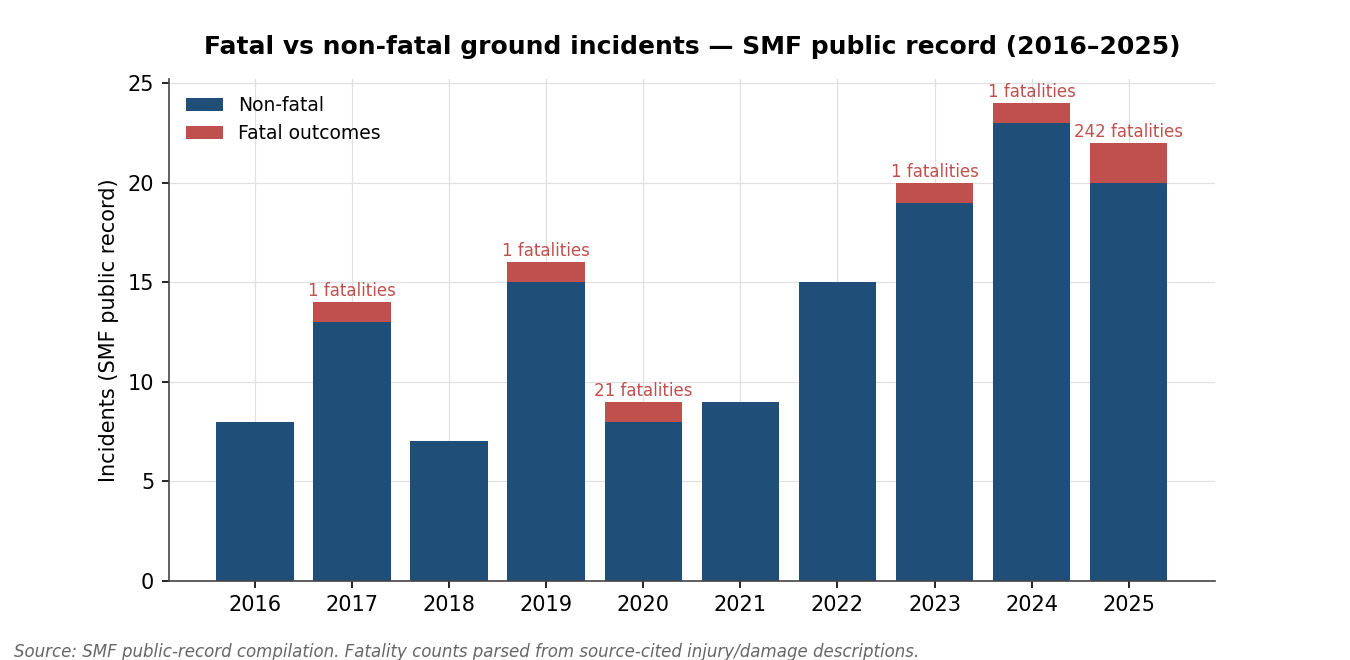 Fatal vs non-fatal ground incidents — SMF public record (2016–2025)
Non-fatal
Fatal outcomes
Incidents (SMF public record)
25
20
15
10
5
0
1 fatalities
1 fatalities
21 fatalities
1 fatalities
1 fatalities
242 fatalities
2016 2017 2018 2019 2020 2021 2022 2023 2024 2025
Source: SMF public-record compilation. Fatality counts parsed from source-cited injury/damage descriptions.